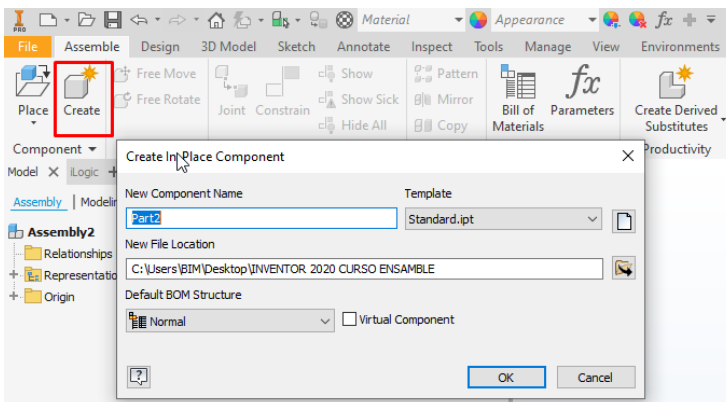 PRO
Material
Appearance
fx
File Assemble Design 3D Model Sketch Annotate Inspect Tools Manage View Environments
Place
Create
Free Move
Free Rotate
Joint
Constrain
Show
Show Sick
Hide All
Pattern
Mirror
Copy
Bill of
Materials
fx
Parameters
Create Derived
Substitutes
Component
Productivity
Model
iLogic
Assembly
Assembly2
Relationships
Origin
Create In-Place Component
New Component Name
Template
Part2
Standard.ipt
New File Location
C:\Users\BIM\Desktop\INVENTOR 2020 CURSO ENSAMBLE
Default BOM Structure
Normal
Virtual Component
?
OK
Cancel